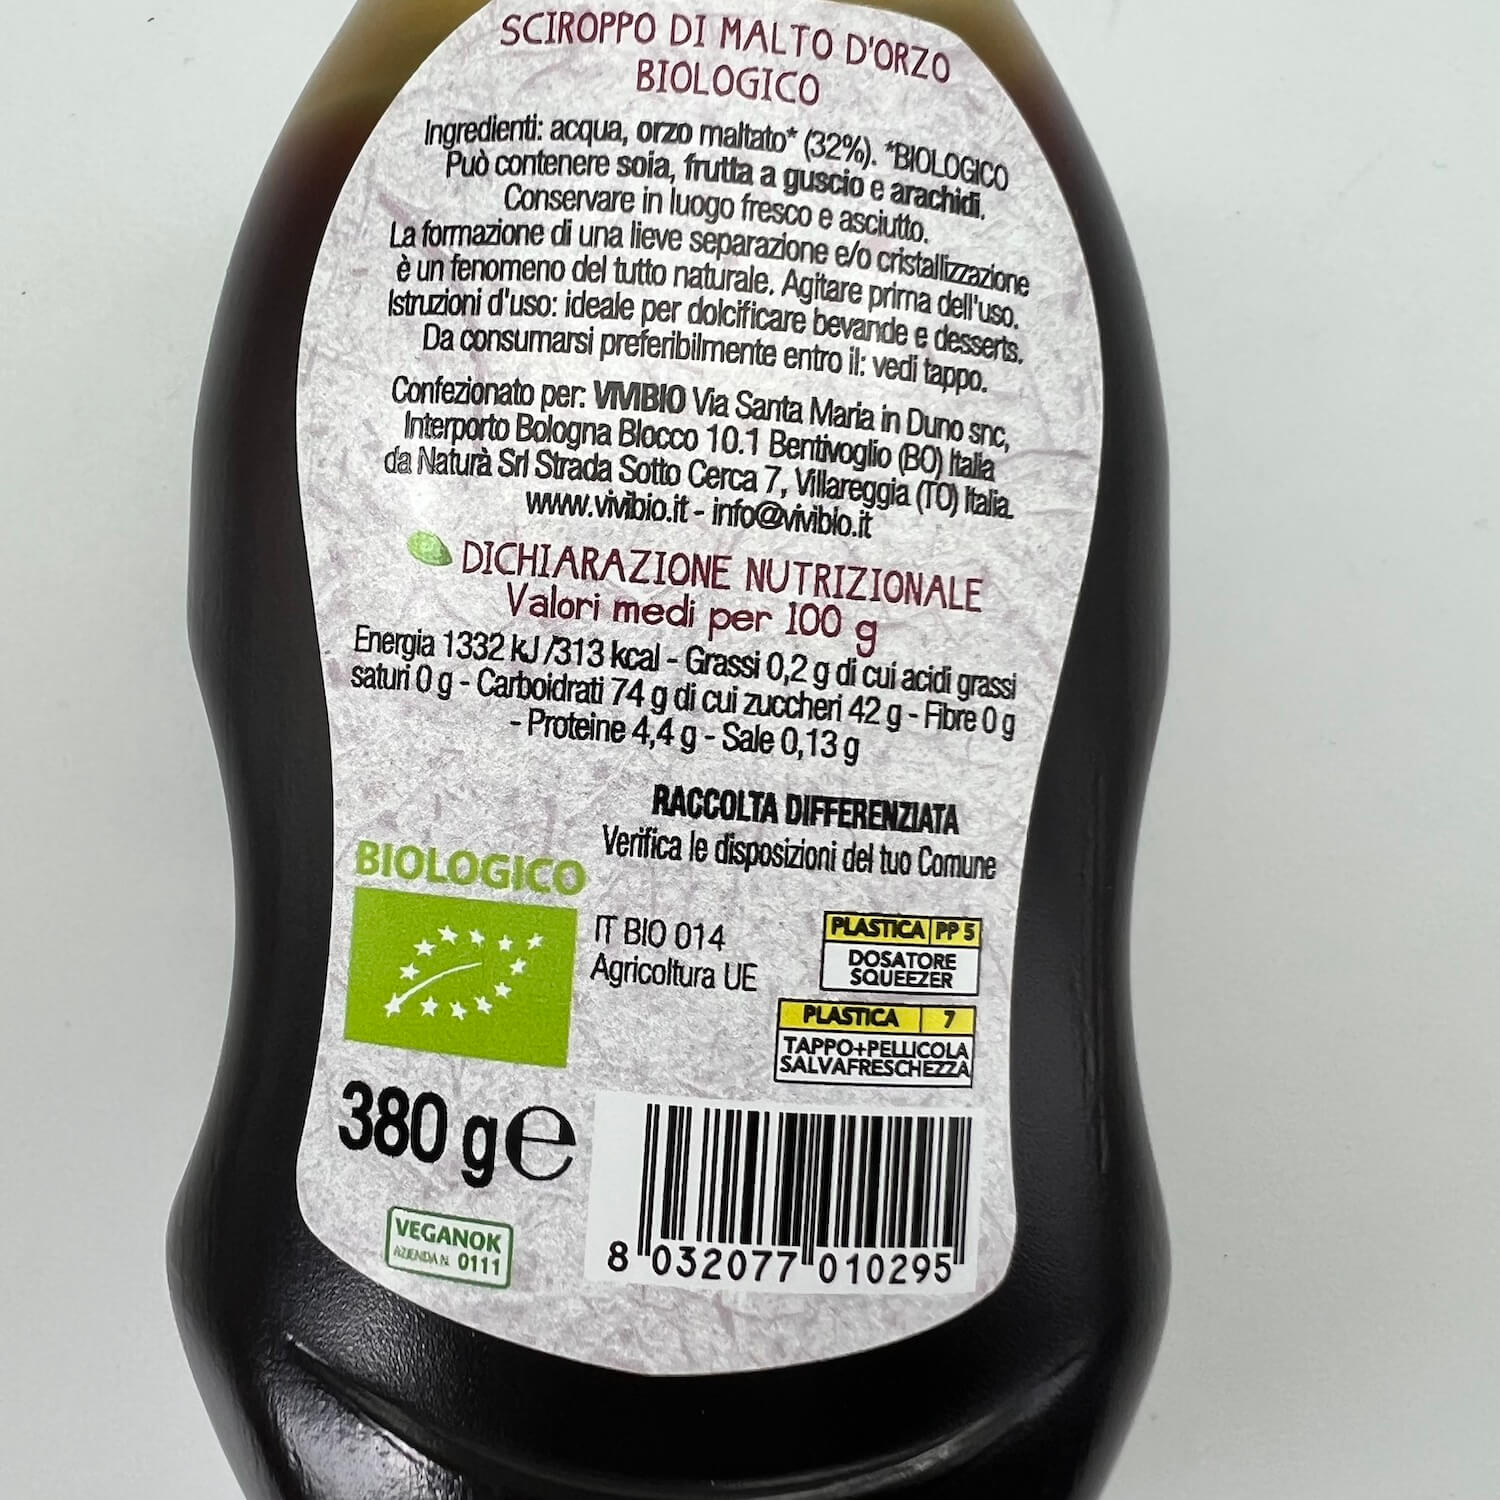 SCIROPPO DI MALTO D'ORZO
BIOLOGICO
Ingredienti: acqua, orzo maltato* (32%). *BIOLOGICO
Può contenere soia, frutta a guscio e arachidi.
Conservare in luogo fresco e asciutto.
La formazione di una lieve separazione e/o cristallizzazione
è un fenomeno del tutto naturale. Agitare prima dell'uso.
Istruzioni d'uso: ideale per dolcificare bevande e desserts.
Da consumarsi preferibilmente entro il: vedi tappo.
Confezionato per: VIVIBIO Via Santa Maria in Duno snc,
Interporto Bologna Blocco 10.1 Bentivoglio (BO) Italia
da Naturà Srl Strada Sotto Cerca 7, Villareggia (TO) Italia.
www.vivibio.it - info@vivibio.it
DICHIARAZIONE NUTRIZIONALE
Valori medi per 100 g
Energia 1332 kJ /313 kcal - Grassi 0,2 g di cui acidi grassi
saturi 0 g - Carboidrati 74 g di cui zuccheri 42 g - Fibre 0 g
- Proteine 4,4 g - Sale 0,13 g
RACCOLTA DIFFERENZIATA
Verifica le disposizioni del tuo Comune
BIOLOGICO
IT BIO 014
Agricoltura UE
PLASTICA PP 5
DOSATORE
SQUEEZER
PLASTICA 7
TAPPO+PELLICOLA
SALVAFRESCHEZZA
380 g e
VEGANOK
AZIENDA N 0111
8 032077 010295